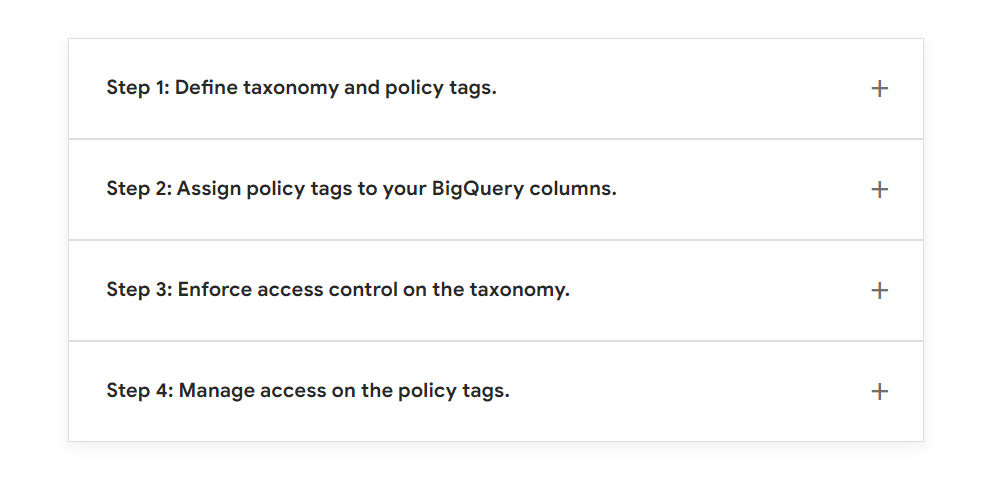 Step 1: Define taxonomy and policy tags.
Step 2: Assign policy tags to your BigQuery columns.
Step 3: Enforce access control on the taxonomy.
Step 4: Manage access on the policy tags.